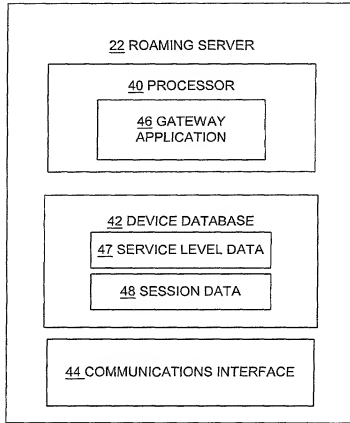 22 ROAMING SERVER
40 PROCESSOR
46 GATEWAY
APPLICATION
42 DEVICE DATABASE
47 SERVICE LEVEL DATA
48 SESSION DATA
44 COMMUNICATIONS INTERFACE